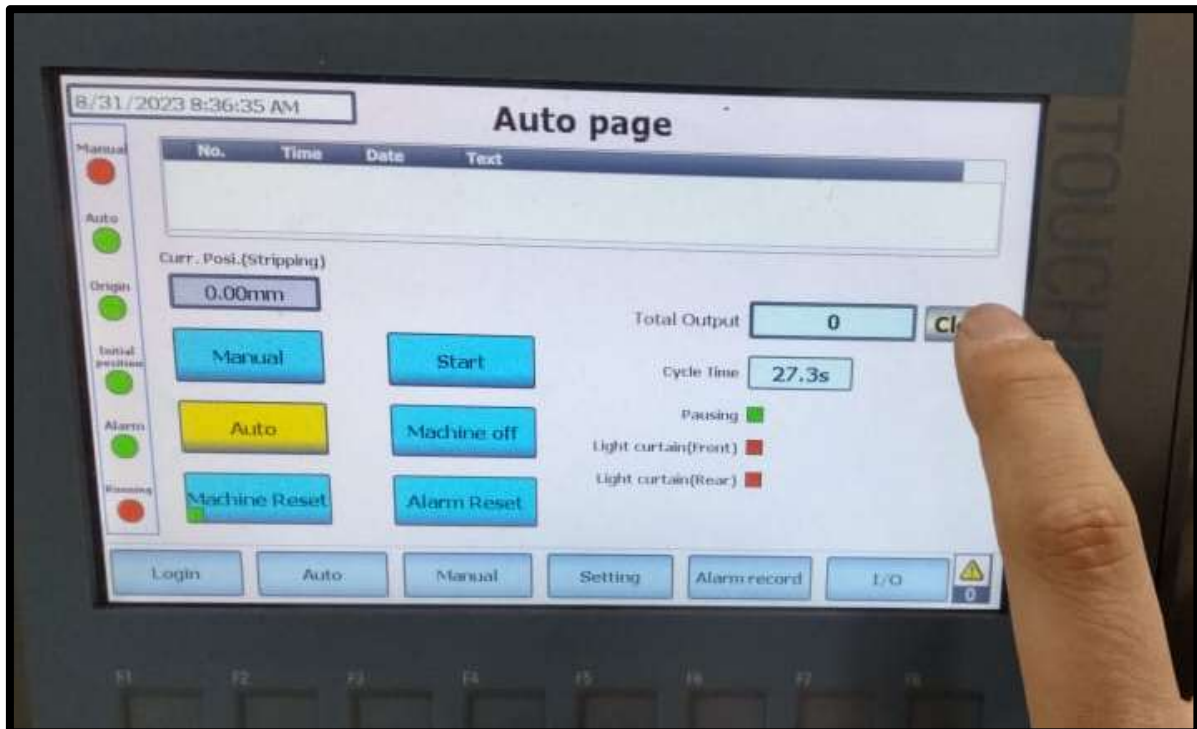 8/31/2023 8:36:35 AM
Auto page
No. Time Date Text
Manual
Auto
Origin
Initial position
Alarm
Running
Curr. Posi.(Stripping)
0.00mm
Manual
Start
Auto
Machine off
Machine Reset
Alarm Reset
Total Output 0
Cycle Time 27.3s
Pausing
Light curtain(Front)
Light curtain(Rear)
Login Auto Manual Setting Alarm record I/O
0
TOUCH
F1 F2 F3 F4 F5 F6 F7 F8